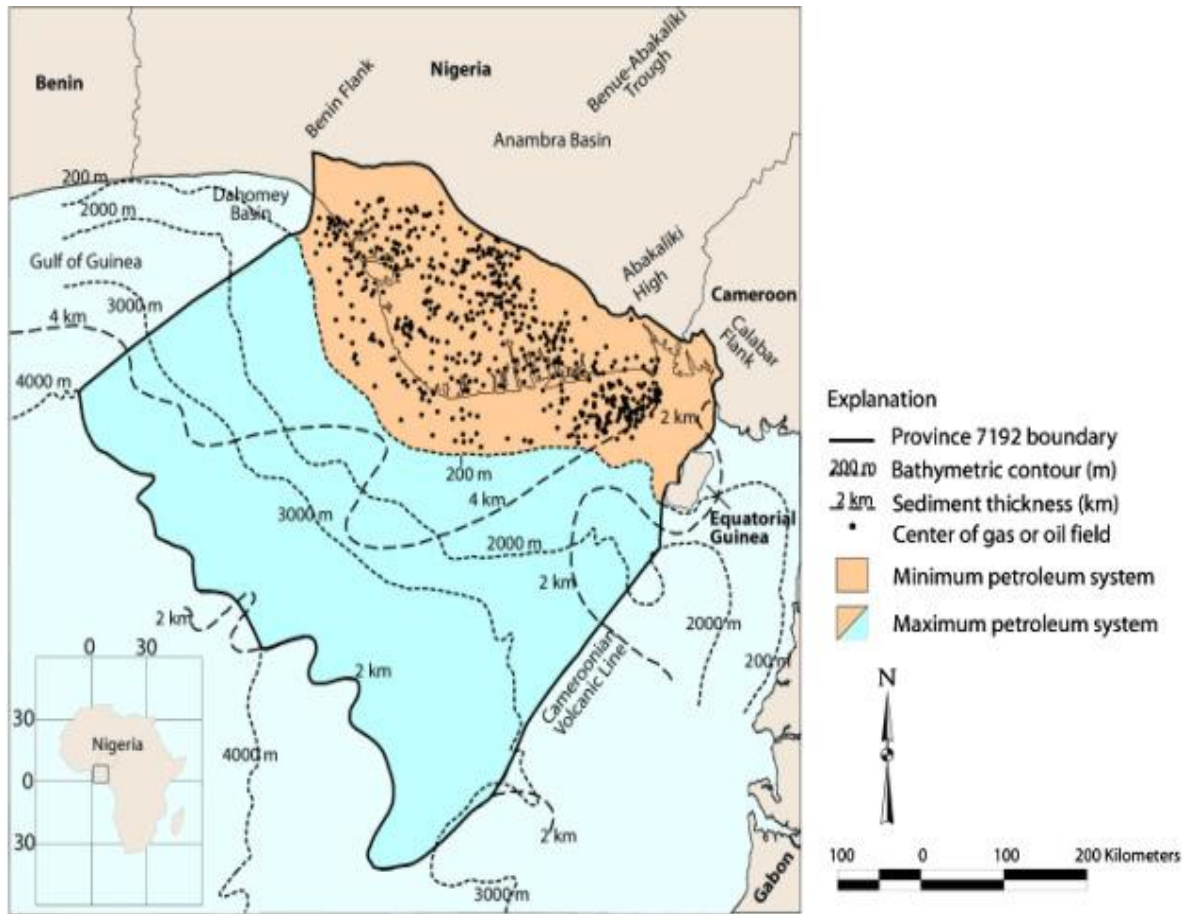 Benin
Nigeria
Benin Flank
Benue-Abakaliki
Trough
Anambra Basin
200 m
2000 m
Dahomey
Basin
Gulf of Guinea
3000 m
4 km
4000 m
Abakaliki
High
Cameroon
Calabar
Flank
2 km
200 m
4 km
3000 m
2000 m
Equatorial
Guinea
2 km
2 km
2000 m
200 m
2 km
Cameroonian
Volcanic Line
4000 m
2 km
3000 m
Gabon
0 30
30
Nigeria
0
30
Explanation
Province 7192 boundary
200 m Bathymetric contour (m)
2 km Sediment thickness (km)
Center of gas or oil field
Minimum petroleum system
Maximum petroleum system
N
100 0 100 200 Kilometers